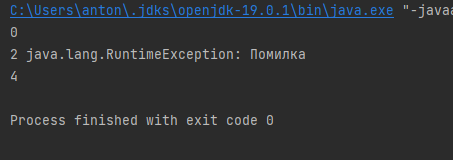 C:\Users\anton\.jdks\openjdk-19.0.1\bin\java.exe "-javaa
0
2 java.lang.RuntimeException: Помилка
4
Process finished with exit code 0